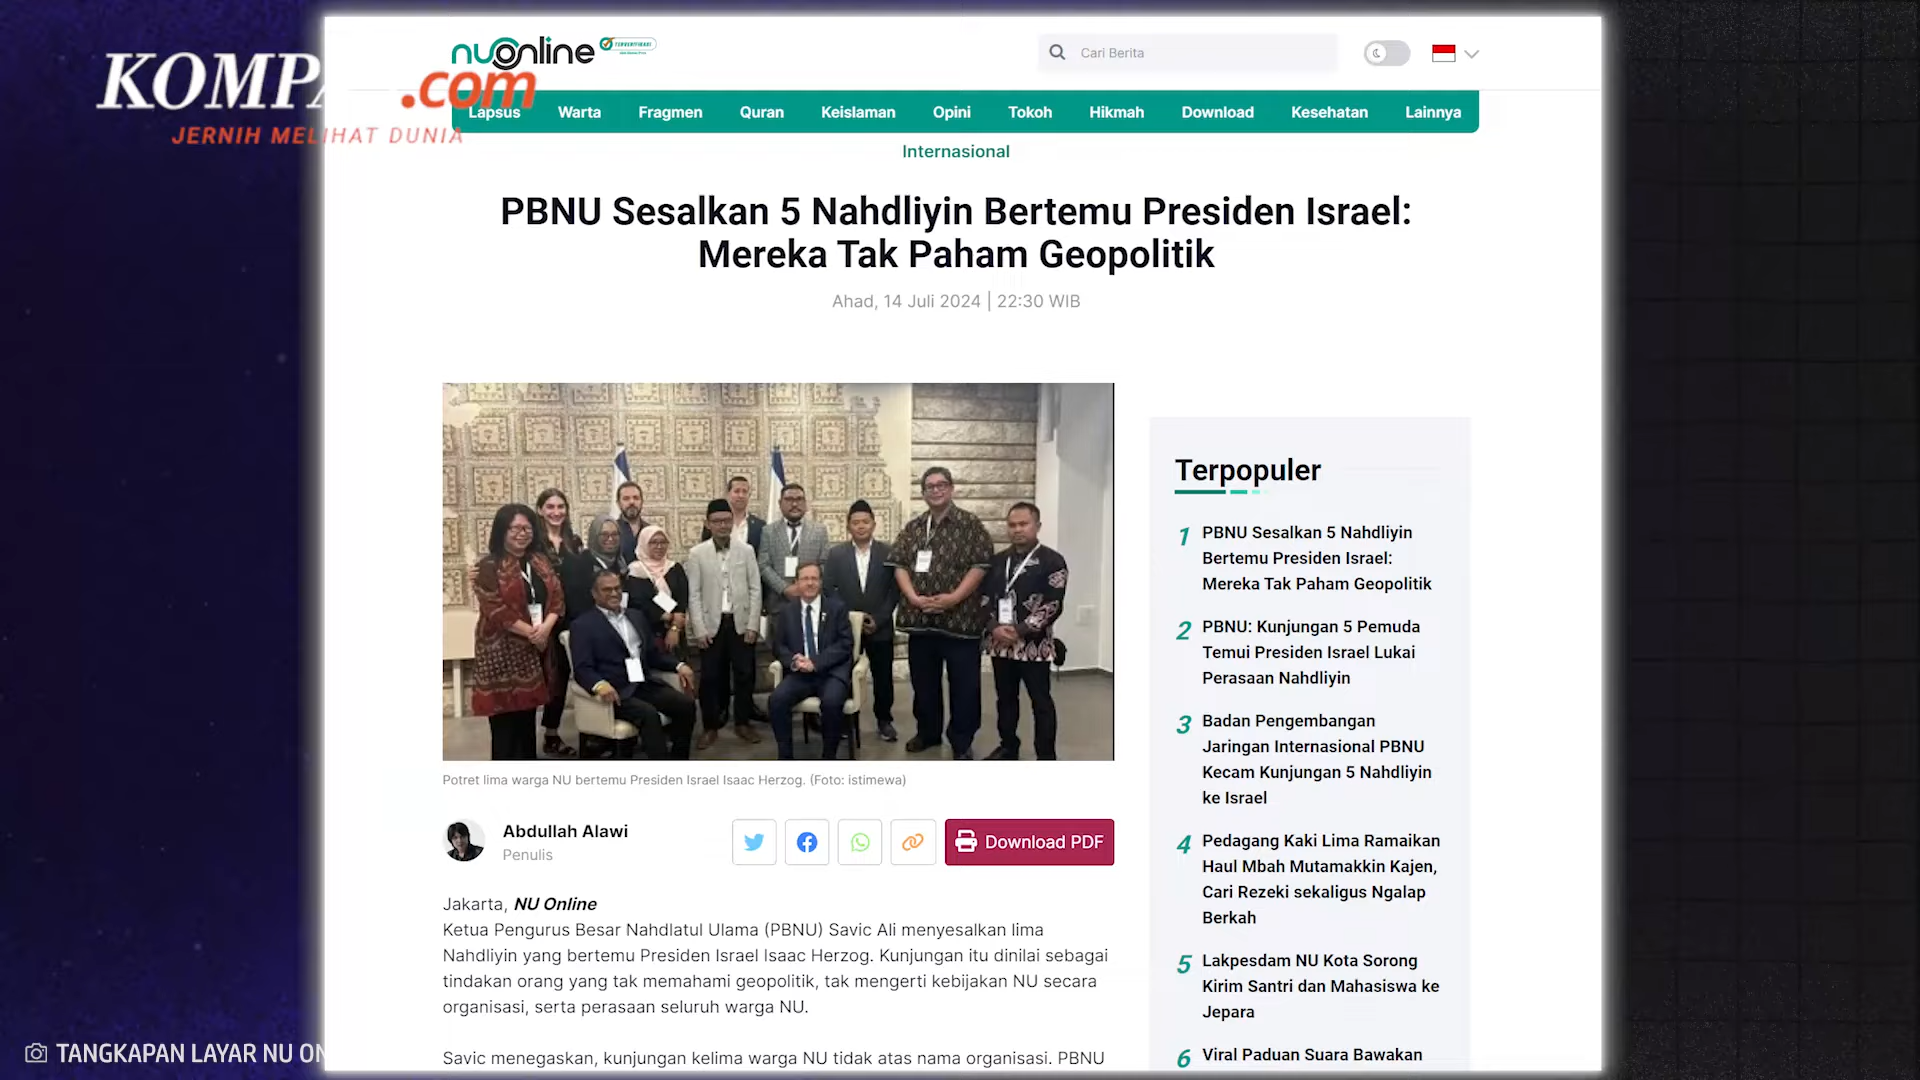 KOMPA
.com
JERNIH MELIHAT DUNIA
nuonline
TERVERIFIKASI
Cari Berita
Lapsus Warta Fragmen Quran Keislaman Opini Tokoh Hikmah Download Kesehatan Lainnya
Internasional
PBNU Sesalkan 5 Nahdliyin Bertemu Presiden Israel:
Mereka Tak Paham Geopolitik
Ahad, 14 Juli 2024 | 22:30 WIB
Potret lima warga NU bertemu Presiden Israel Isaac Herzog. (Foto: istimewa)
Abdullah Alawi
Penulis
Download PDF
Jakarta, NU Online
Ketua Pengurus Besar Nahdlatul Ulama (PBNU) Savic Ali menyesalkan lima
Nahdliyin yang bertemu Presiden Israel Isaac Herzog. Kunjungan itu dinilai sebagai
tindakan orang yang tak memahami geopolitik, tak mengerti kebijakan NU secara
organisasi, serta perasaan seluruh warga NU.
Savic menegaskan, kunjungan kelima warga NU tidak atas nama organisasi. PBNU
Terpopuler
1 PBNU Sesalkan 5 Nahdliyin
Bertemu Presiden Israel:
Mereka Tak Paham Geopolitik
2 PBNU: Kunjungan 5 Pemuda
Temui Presiden Israel Lukai
Perasaan Nahdliyin
3 Badan Pengembangan
Jaringan Internasional PBNU
Kecam Kunjungan 5 Nahdliyin
ke Israel
4 Pedagang Kaki Lima Ramaikan
Haul Mbah Mutamakkin Kajen,
Cari Rezeki sekaligus Ngalap
Berkah
5 Lakpesdam NU Kota Sorong
Kirim Santri dan Mahasiswa ke
Jepara
6 Viral Paduan Suara Bawakan
TANGKAPAN LAYAR NU ON